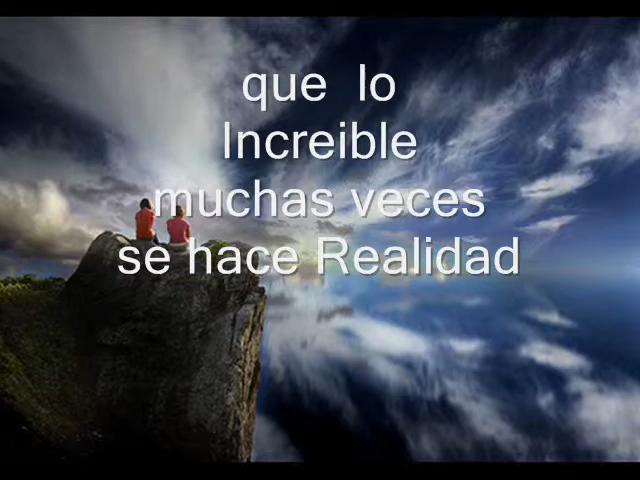 que lo
Increible
muchas veces
se hace Realidad